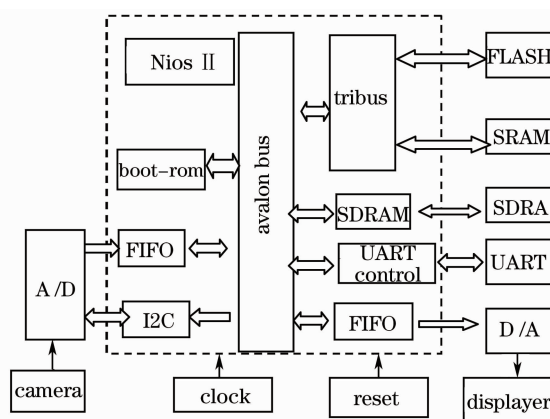 Nios II
FLASH
tribus
SRAM
boot-rom
avalon bus
SDRAM
SDRA
FIFO
UART
control
UART
A/D
I2C
FIFO
D/A
camera
clock
reset
displayer